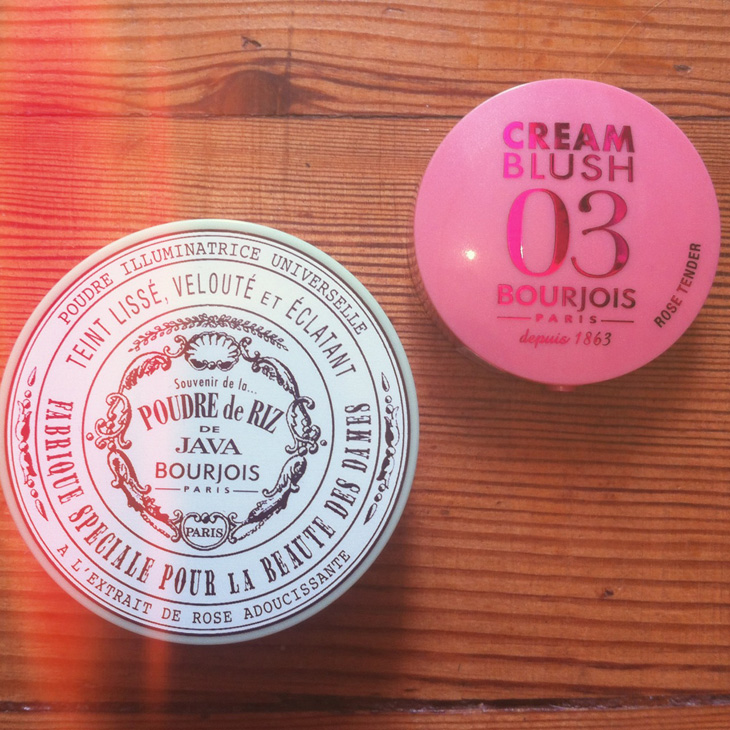 POUDRE ILLUMINATRICE UNIVERSELLE
TEINT LISSÉ, VELOUTÉ ET ÉCLATANT
Souvenir de la...
POUDRE de RIZ
DE
JAVA
BOURJOIS
PARIS
PARIS
FABRIQUE SPECIALE POUR LA BEAUTE DES DAMES
A L'EXTRAIT DE ROSE ADOUCISSANTE
CREAM
BLUSH
03
BOURJOIS
PARIS
depuis 1863
ROSE TENDER